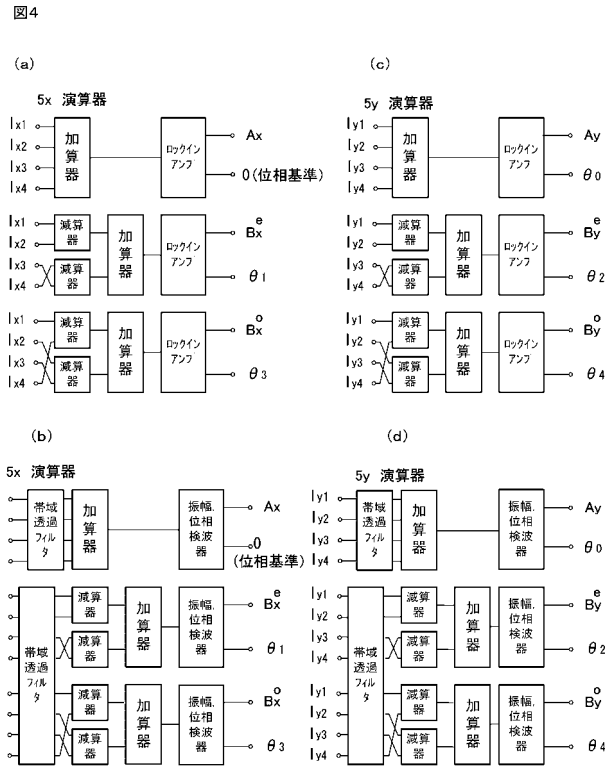 図4
(a)
5x 演算器
Ix1
Ix2
Ix3
Ix4
加算器
ロックインアンプ
Ax
0(位相基準)
Ix1
Ix2
Ix3
Ix4
減算器
減算器
加算器
ロックインアンプ
Bx e
θ1
Ix1
Ix2
Ix3
Ix4
減算器
減算器
加算器
ロックインアンプ
Bx o
θ3
(c)
5y 演算器
Iy1
Iy2
Iy3
Iy4
加算器
ロックインアンプ
Ay
θ0
Iy1
Iy2
Iy3
Iy4
減算器
減算器
加算器
ロックインアンプ
By e
θ2
Iy1
Iy2
Iy3
Iy4
減算器
減算器
加算器
ロックインアンプ
By o
θ4
(b)
5x 演算器
帯域透過フィルタ
加算器
振幅.位相検波器
Ax
0
(位相基準)
帯域透過フィルタ
減算器
減算器
加算器
振幅.位相検波器
Bx e
θ1
減算器
減算器
加算器
振幅.位相検波器
Bx o
θ3
(d)
5y 演算器
Iy1
Iy2
Iy3
Iy4
帯域透過フィルタ
加算器
振幅.位相検波器
Ay
θ0
Iy1
Iy2
Iy3
Iy4
帯域透過フィルタ
減算器
減算器
加算器
振幅.位相検波器
By e
θ2
Iy1
Iy2
Iy3
Iy4
減算器
減算器
加算器
振幅.位相検波器
By o
θ4